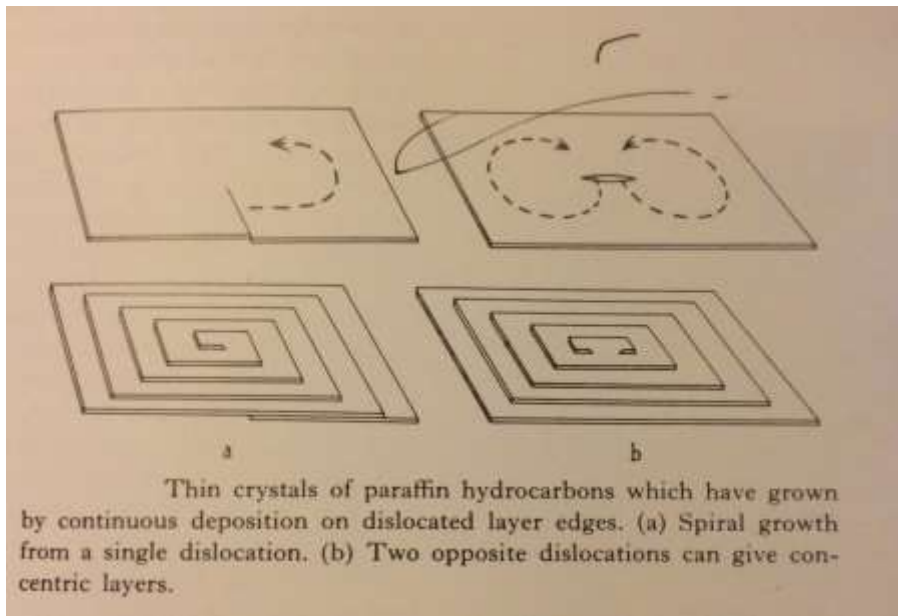 a
b
Thin crystals of paraffin hydrocarbons which have grown
by continuous deposition on dislocated layer edges. (a) Spiral growth
from a single dislocation. (b) Two opposite dislocations can give con-
centric layers.